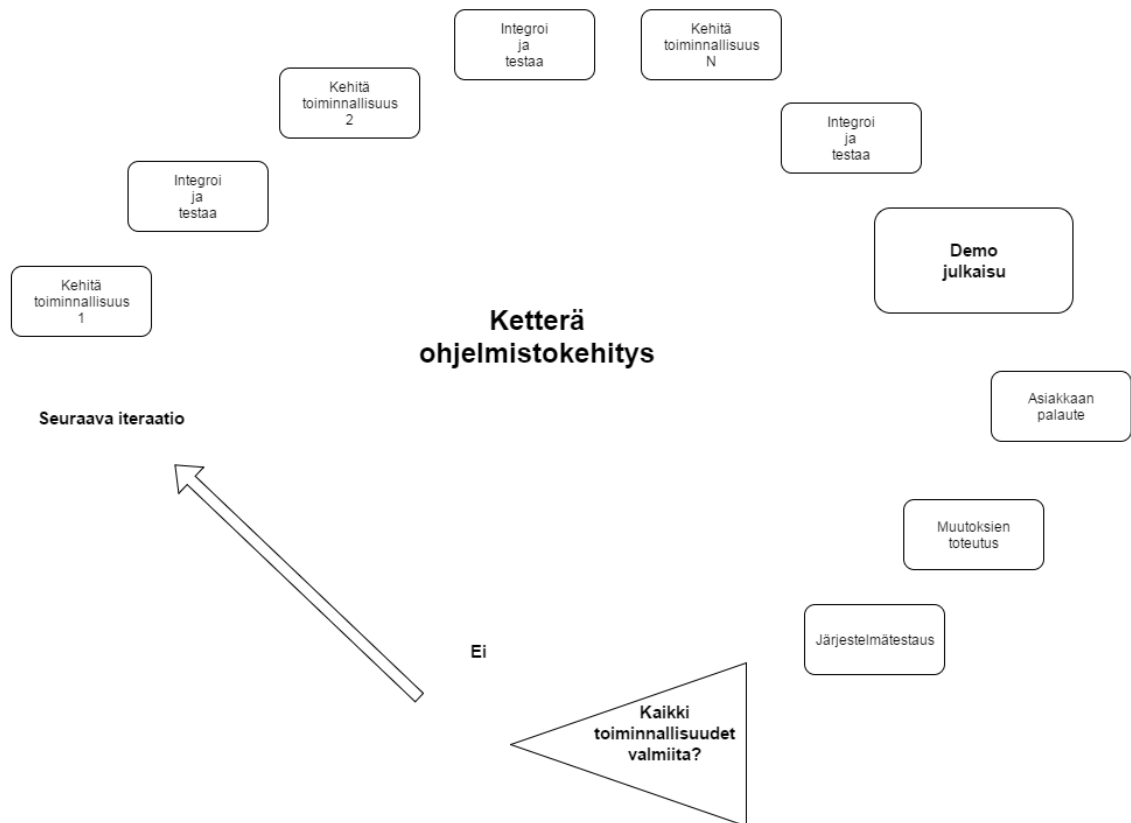 Kehitä
toiminnallisuus
1
Integroi
ja
testaa
Kehitä
toiminnallisuus
2
Integroi
ja
testaa
Kehitä
toiminnallisuus
N
Integroi
ja
testaa
Demo
julkaisu
Ketterä
ohjelmistokehitys
Asiakkaan
palaute
Muutoksien
toteutus
Järjestelmätestaus
Kaikki
toiminnallisuudet
valmiita?
Ei
Seuraava iteraatio